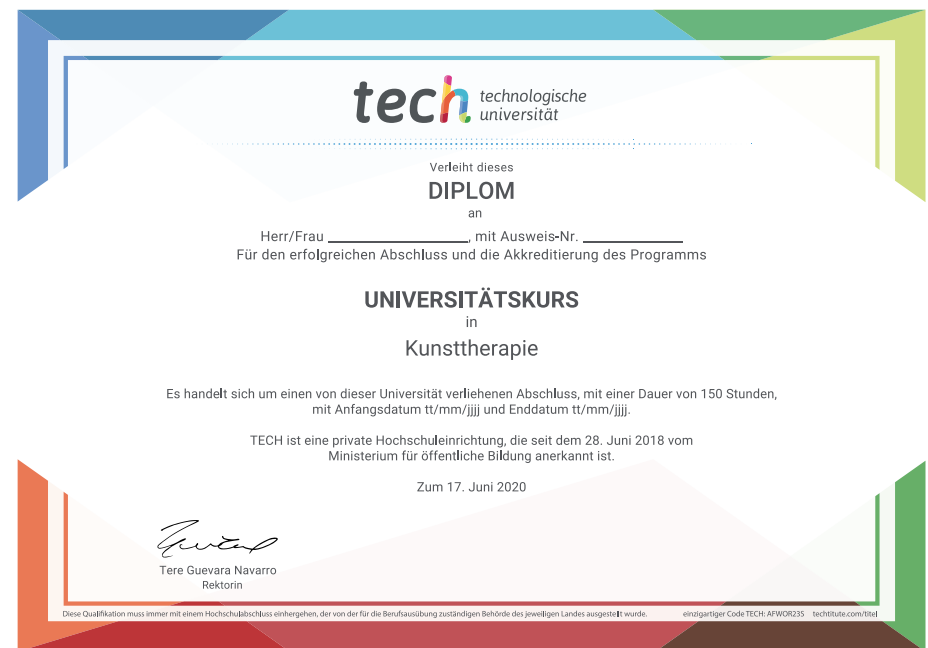 tech technologische
universität
Verleiht dieses
DIPLOM
an
Herr/Frau ____________, mit Ausweis-Nr. ____________
Für den erfolgreichen Abschluss und die Akkreditierung des Programms
UNIVERSITÄTSKURS
in
Kunsttherapie
Es handelt sich um einen von dieser Universität verliehenen Abschluss, mit einer Dauer von 150 Stunden,
mit Anfangsdatum tt/mm/jjjj und Enddatum tt/mm/jjjj.
TECH ist eine private Hochschuleinrichtung, die seit dem 28. Juni 2018 vom
Ministerium für öffentliche Bildung anerkannt ist.
Zum 17. Juni 2020
Tere Guevara Navarro
Rektorin
Diese Qualifikation muss immer mit einem Hochschulabschluss einhergehen, der von der für die Berufsausübung zuständigen Behörde des jeweiligen Landes ausgestellt wurde. einzigartiger Code TECH: AFWOR23S techtitute.com/titel